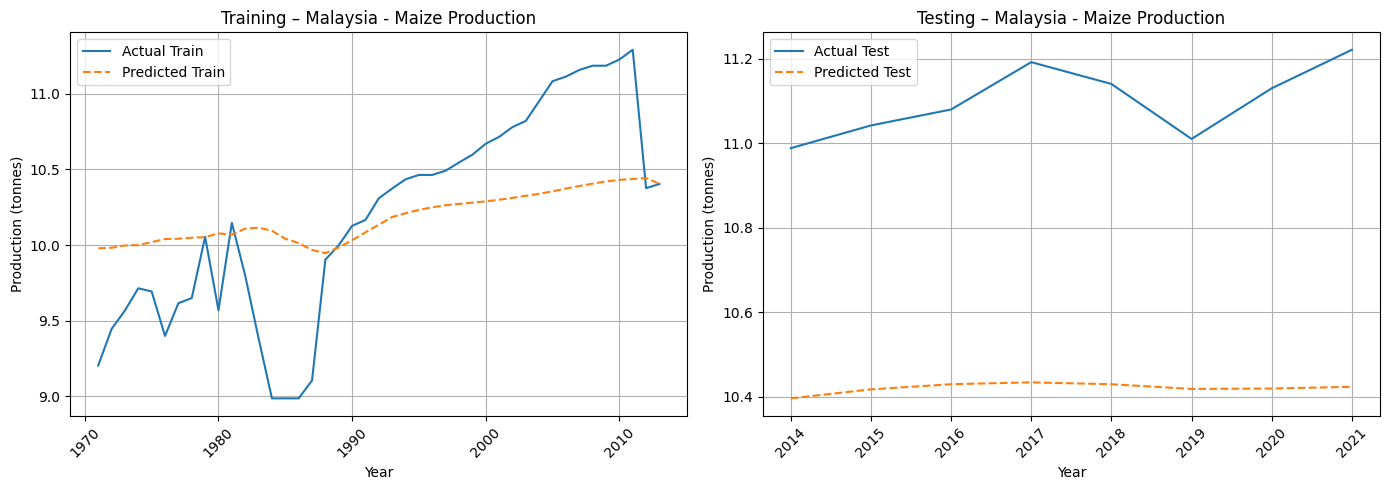 Training – Malaysia - Maize Production
Actual Train
Predicted Train
Production (tonnes)
11.0
10.5
10.0
9.5
9.0
1970
1980
1990
2000
2010
Year
Testing – Malaysia - Maize Production
Actual Test
Predicted Test
Production (tonnes)
11.2
11.0
10.8
10.6
10.4
2014
2015
2016
2017
2018
2019
2020
2021
Year